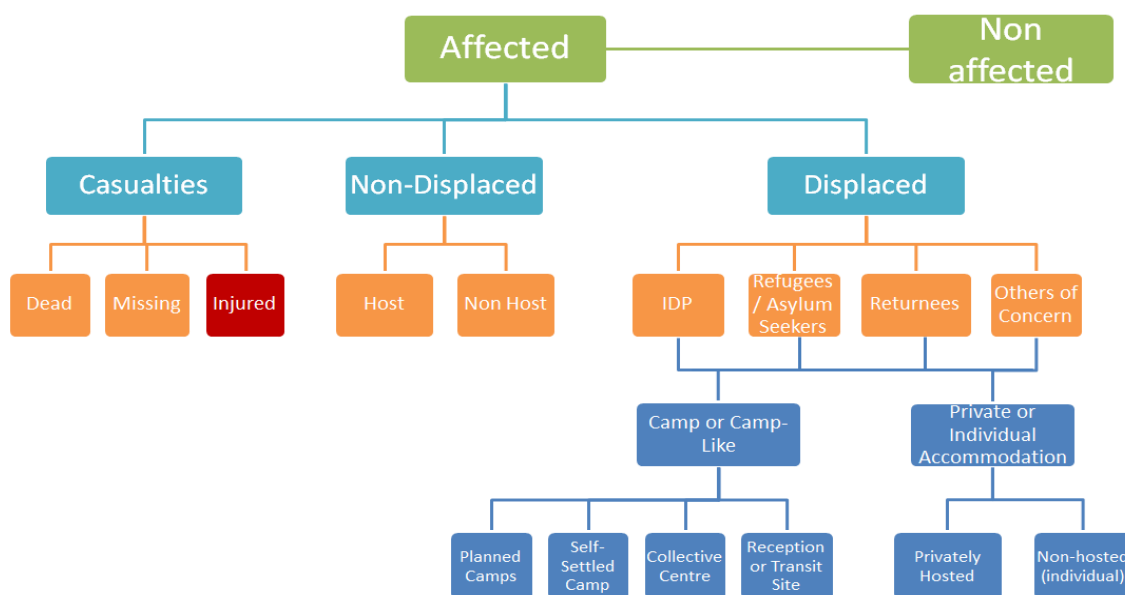 Affected
Non
affected
Casualties
Non-Displaced
Displaced
Dead
Missing
Injured
Host
Non Host
IDP
Refugees
/ Asylum
Seekers
Returnees
Others of
Concern
Camp or Camp-
Like
Private or
Individual
Accommodation
Planned
Camps
Self-
Settled
Camp
Collective
Centre
Reception
or Transit
Site
Privately
Hosted
Non-hosted
(individual)